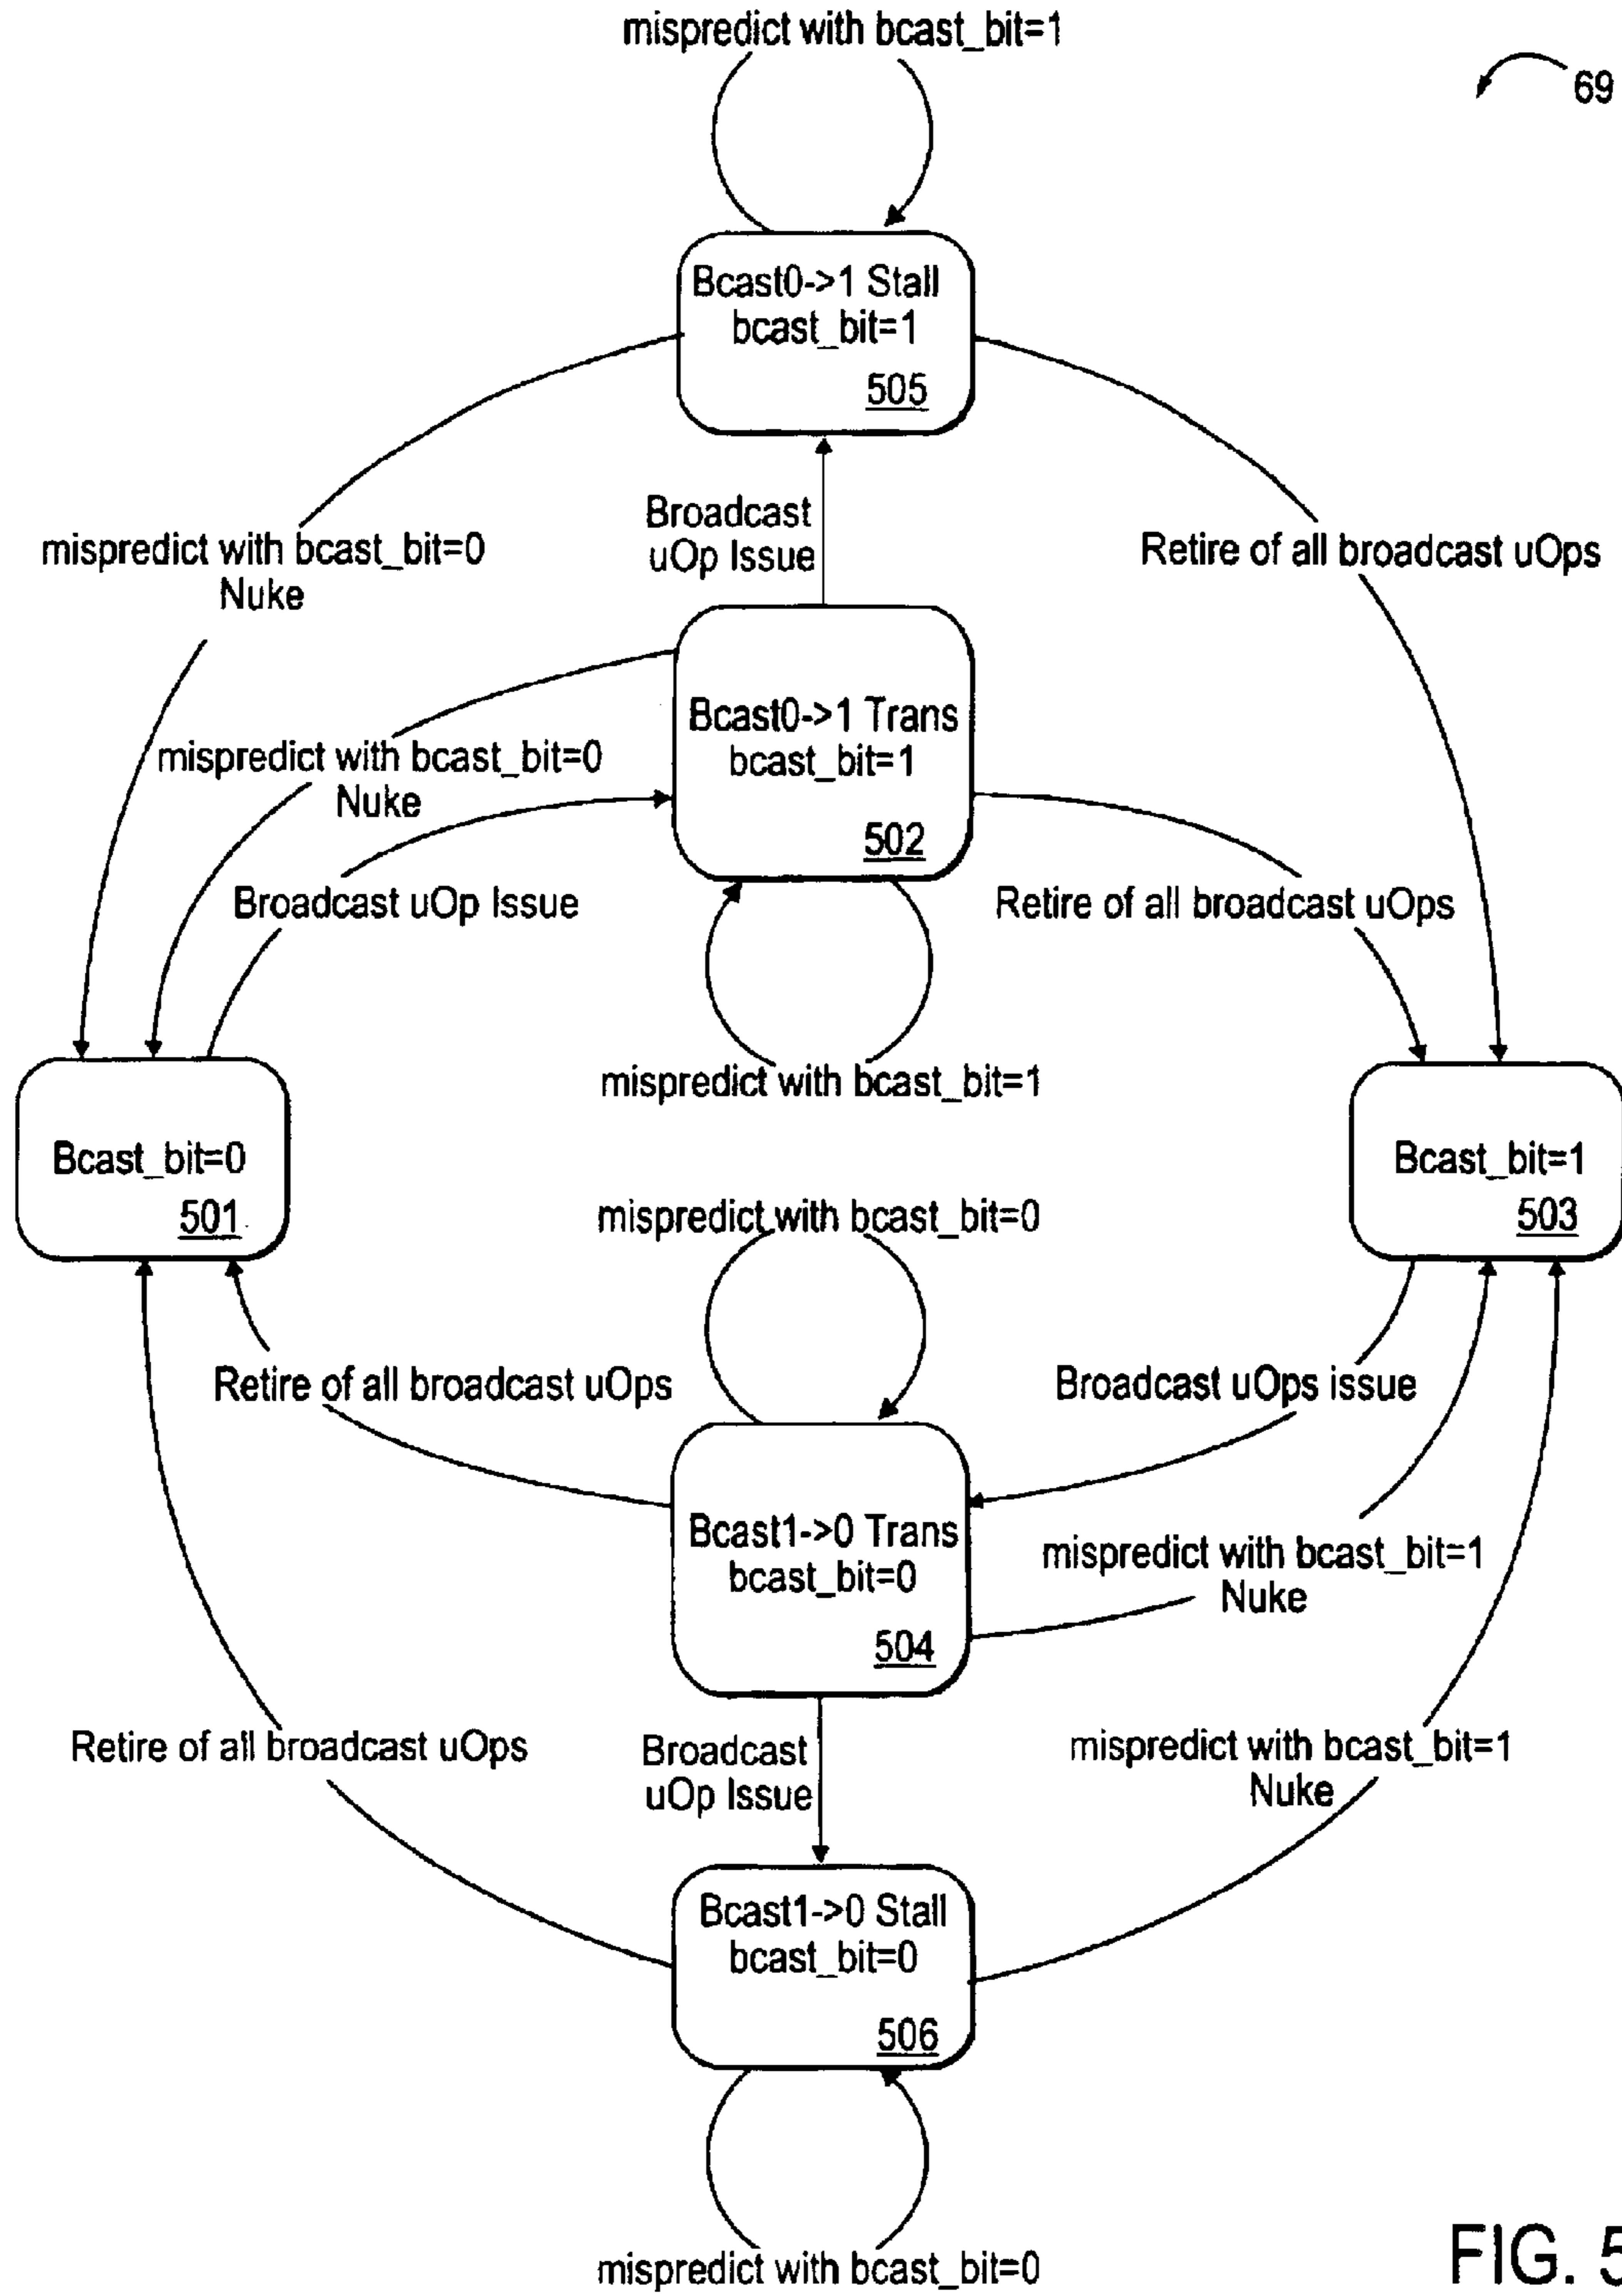 mispredict with bcast_bit=1
69
Bcast0->1 Stall
bcast_bit=1
505
mispredict with bcast_bit=0
Nuke
Broadcast
uOp Issue
Retire of all broadcast uOps
Bcast0->1 Trans
bcast_bit=1
502
mispredict with bcast_bit=0
Nuke
Broadcast uOp Issue
Retire of all broadcast uOps
mispredict with bcast_bit=1
Bcast_bit=0
501
Bcast_bit=1
503
mispredict with bcast_bit=0
Retire of all broadcast uOps
Broadcast uOps issue
Bcast1->0 Trans
bcast_bit=0
504
mispredict with bcast_bit=1
Nuke
Retire of all broadcast uOps
Broadcast
uOp Issue
mispredict with bcast_bit=1
Nuke
Bcast1->0 Stall
bcast_bit=0
506
mispredict with bcast_bit=0
FIG. 5